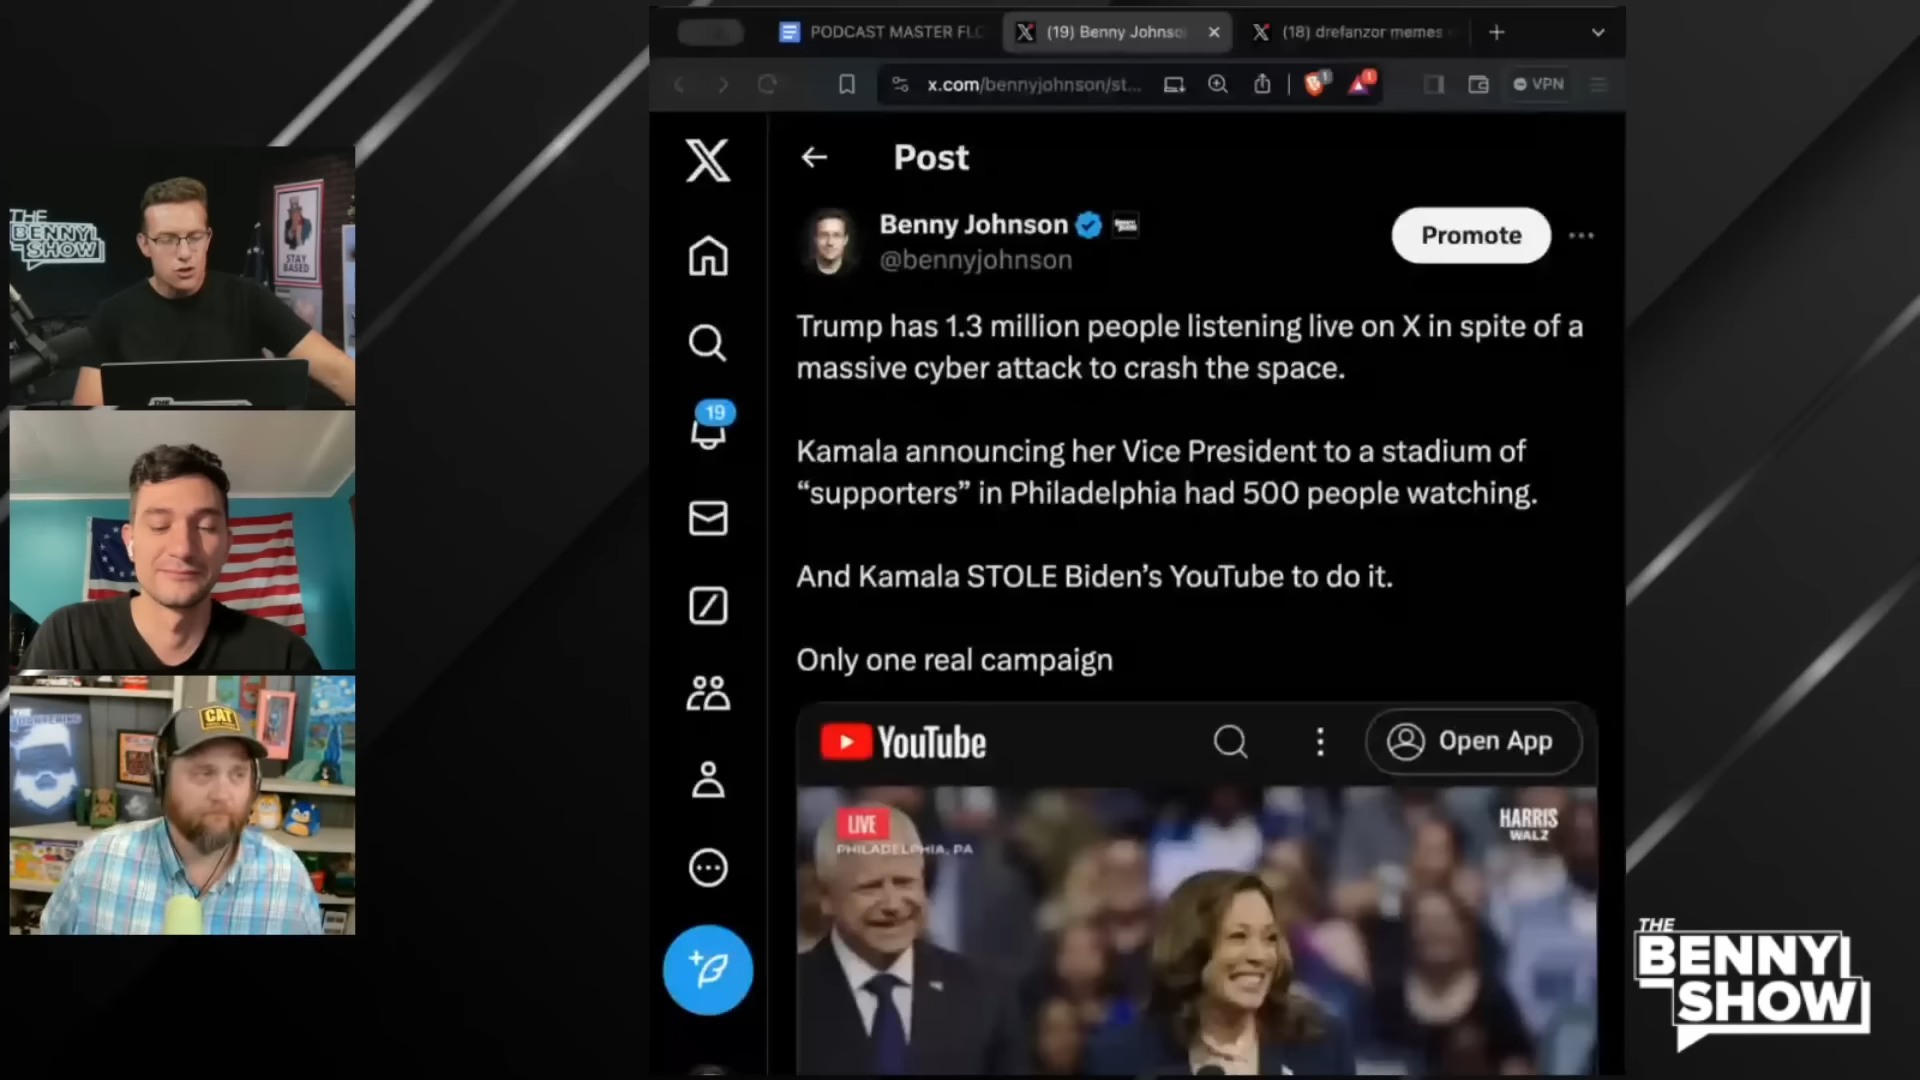 PODCAST MASTER FLO
(19) Benny Johnso
(18) drefanzor memes
x.com/bennyjohnson/st...
1
1
VPN
Post
Benny Johnson
@bennyjohnson
Promote
Trump has 1.3 million people listening live on X in spite of a
massive cyber attack to crash the space.
Kamala announcing her Vice President to a stadium of
“supporters” in Philadelphia had 500 people watching.
And Kamala STOLE Biden’s YouTube to do it.
Only one real campaign
19
YouTube
Open App
LIVE
PHILADELPHIA, PA
HARRIS
WALZ
THE
BENNY
SHOW
STAY
BASED
THE
CAT
THE
BENNY
SHOW